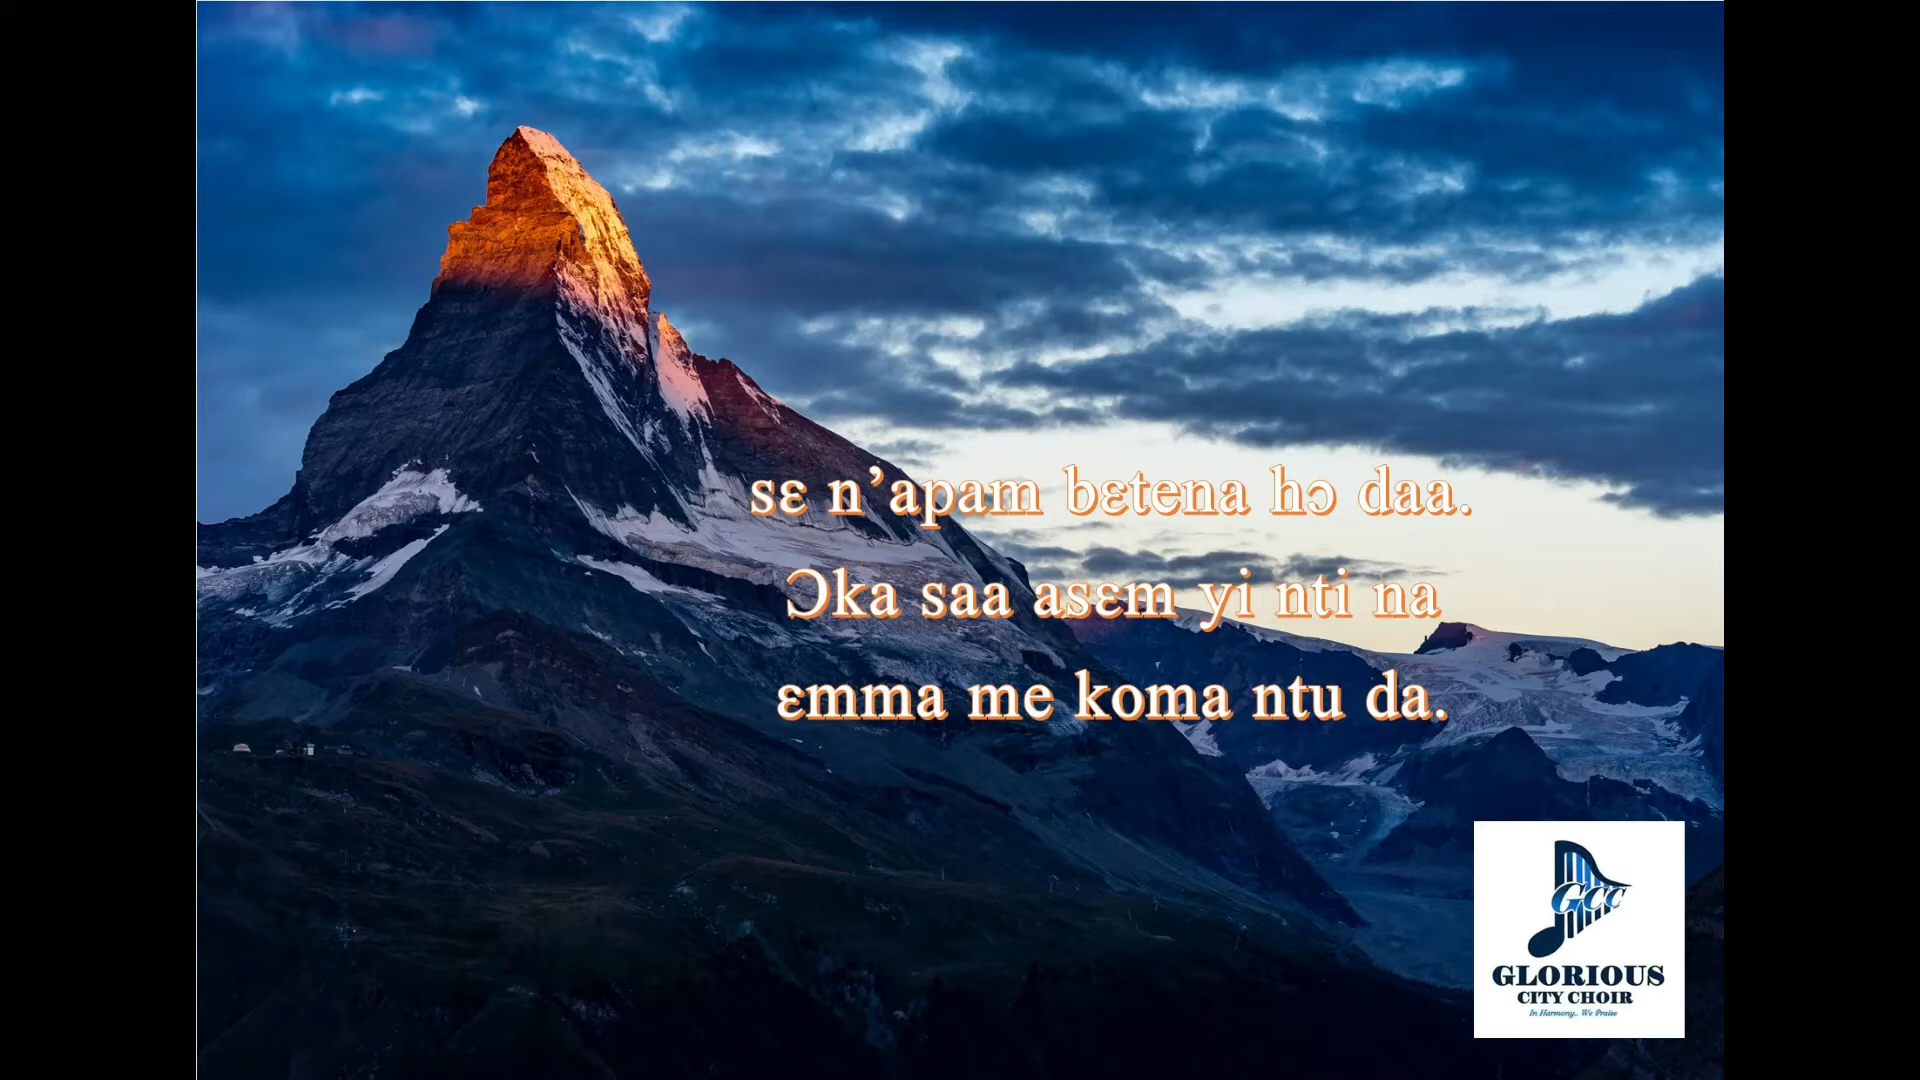 sɛ n’apam bɛtena hɔ daa.
Ɔka saa asɛm yi nti na
ɛmma me koma ntu da.
GCC
GLORIOUS
CITY CHOIR
In Harmony.. We Praise